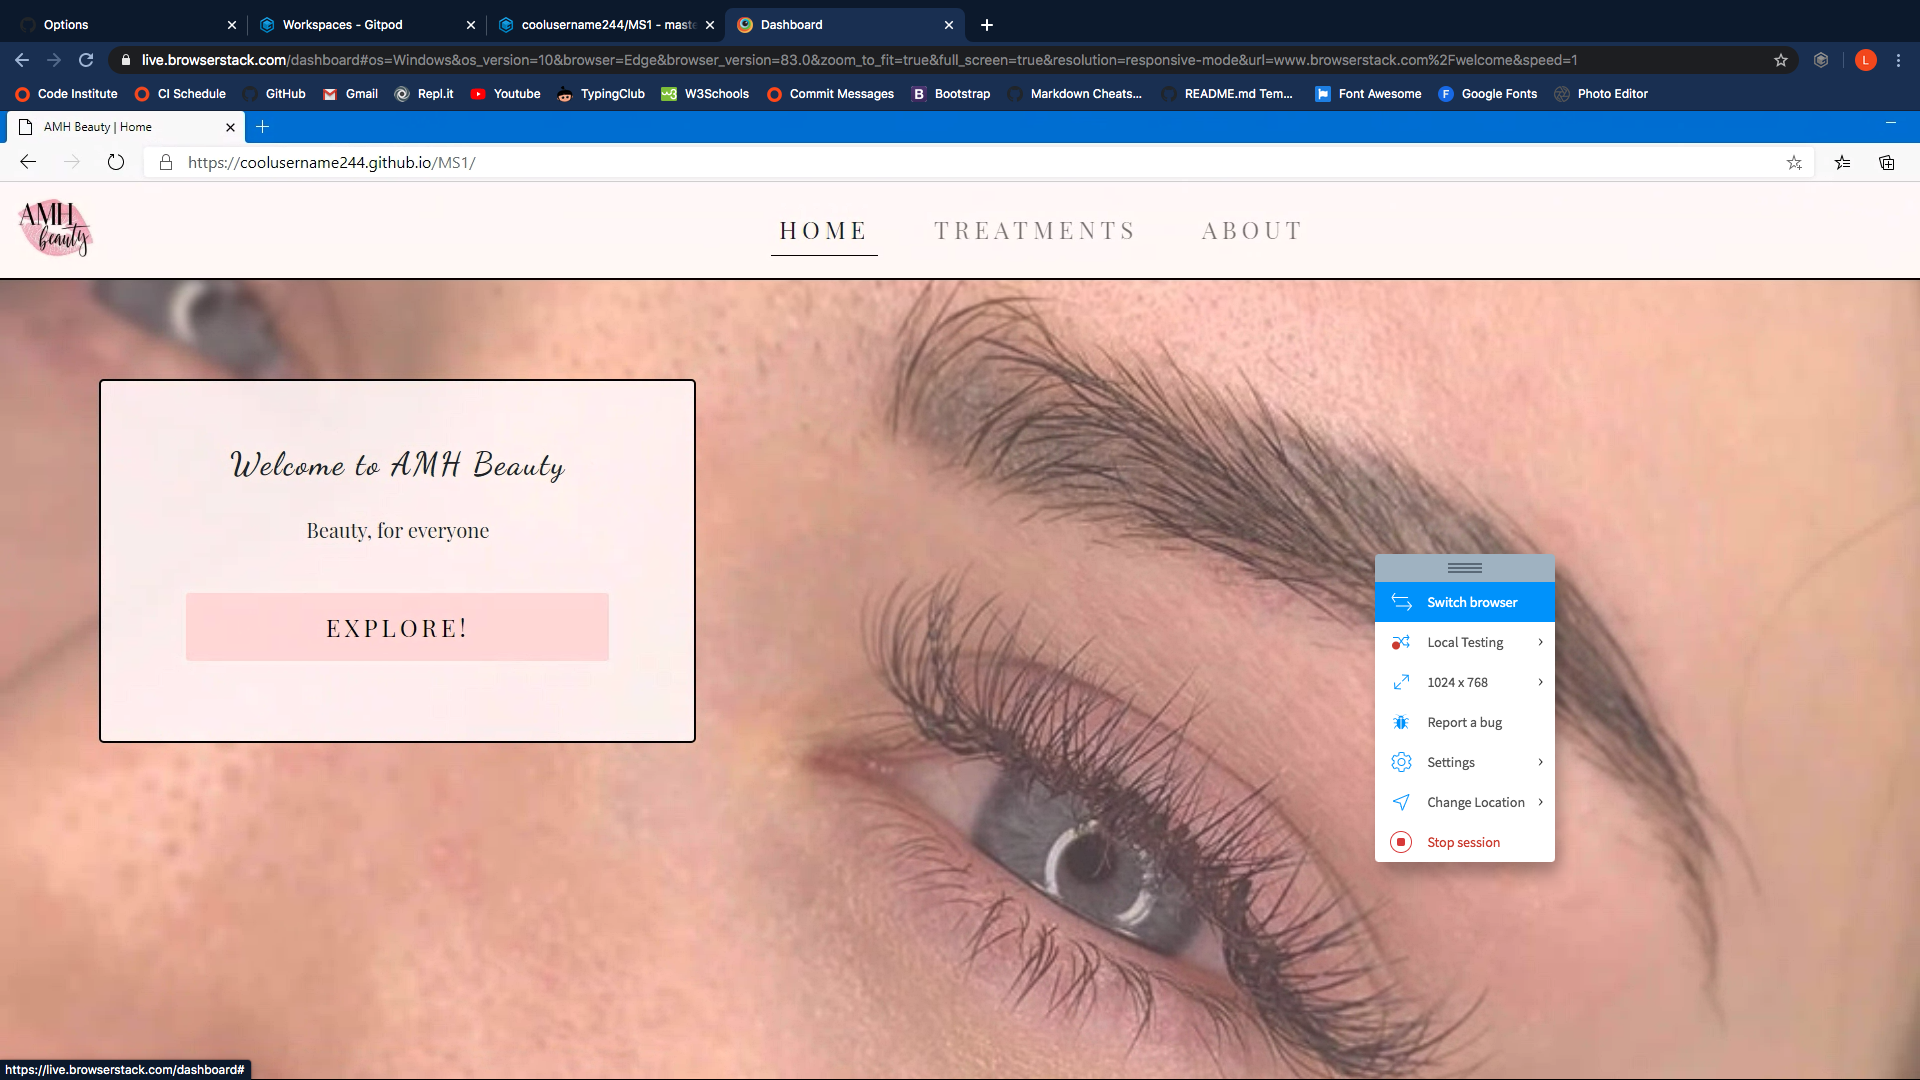 Options
Workspaces - Gitpod
coolusername244/MS1 - maste
Dashboard
live.browserstack.com/dashboard#os=Windows&os_version=10&browser=Edge&browser_version=83.0&zoom_to_fit=true&full_screen=true&resolution=responsive-mode&url=www.browserstack.com%2Fwelcome&speed=1
L
Code Institute
CI Schedule
GitHub
Gmail
Repl.it
Youtube
TypingClub
W3Schools
Commit Messages
B Bootstrap
Markdown Cheats...
README.md Tem...
Font Awesome
F Google Fonts
Photo Editor
AMH Beauty | Home
https://coolusername244.github.io/MS1/
AMH
beauty
HOME
TREATMENTS
ABOUT
Welcome to AMH Beauty
Beauty, for everyone
EXPLORE!
Switch browser
Local Testing
1024 x 768
Report a bug
Settings
Change Location
Stop session
https://live.browserstack.com/dashboard#